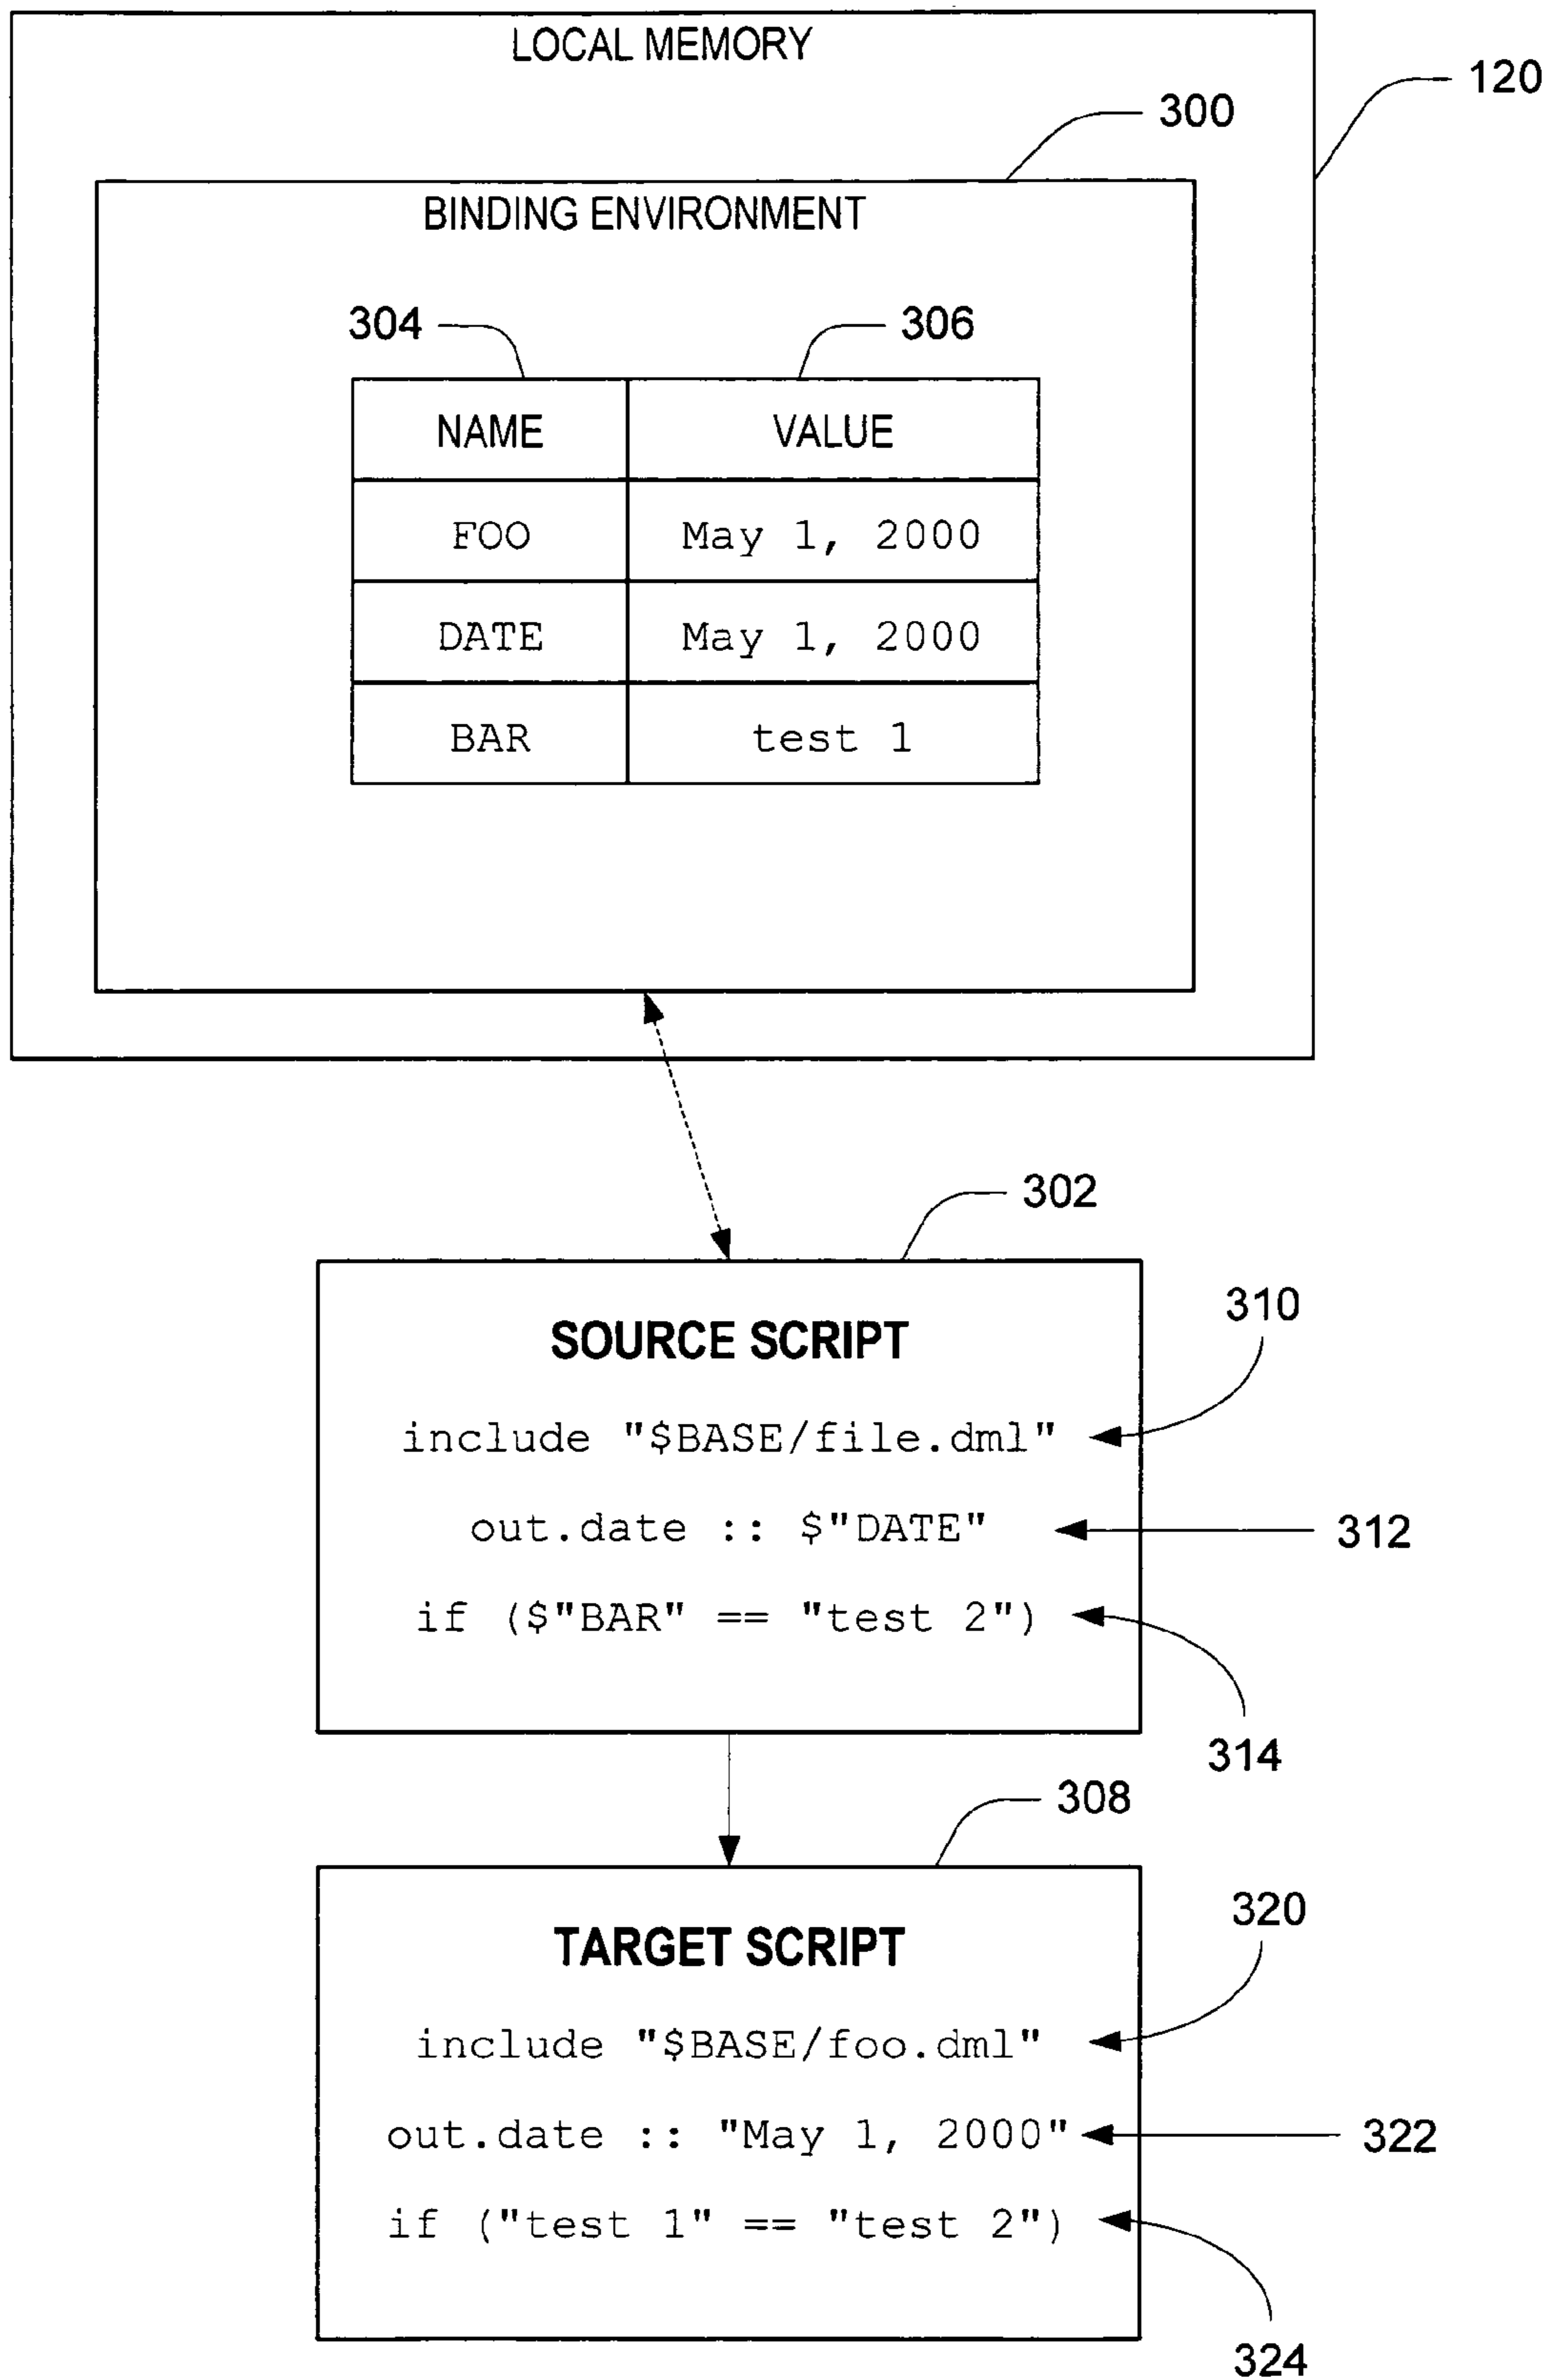 LOCAL MEMORY
120
300
BINDING ENVIRONMENT
304
306
NAME VALUE
FOO May 1, 2000
DATE May 1, 2000
BAR test 1
302
SOURCE SCRIPT
310
include "$BASE/file.dml"
out.date :: $"DATE"
312
if ($"BAR" == "test 2")
314
308
TARGET SCRIPT
320
include "$BASE/foo.dml"
out.date :: "May 1, 2000"
322
if ("test 1" == "test 2")
324